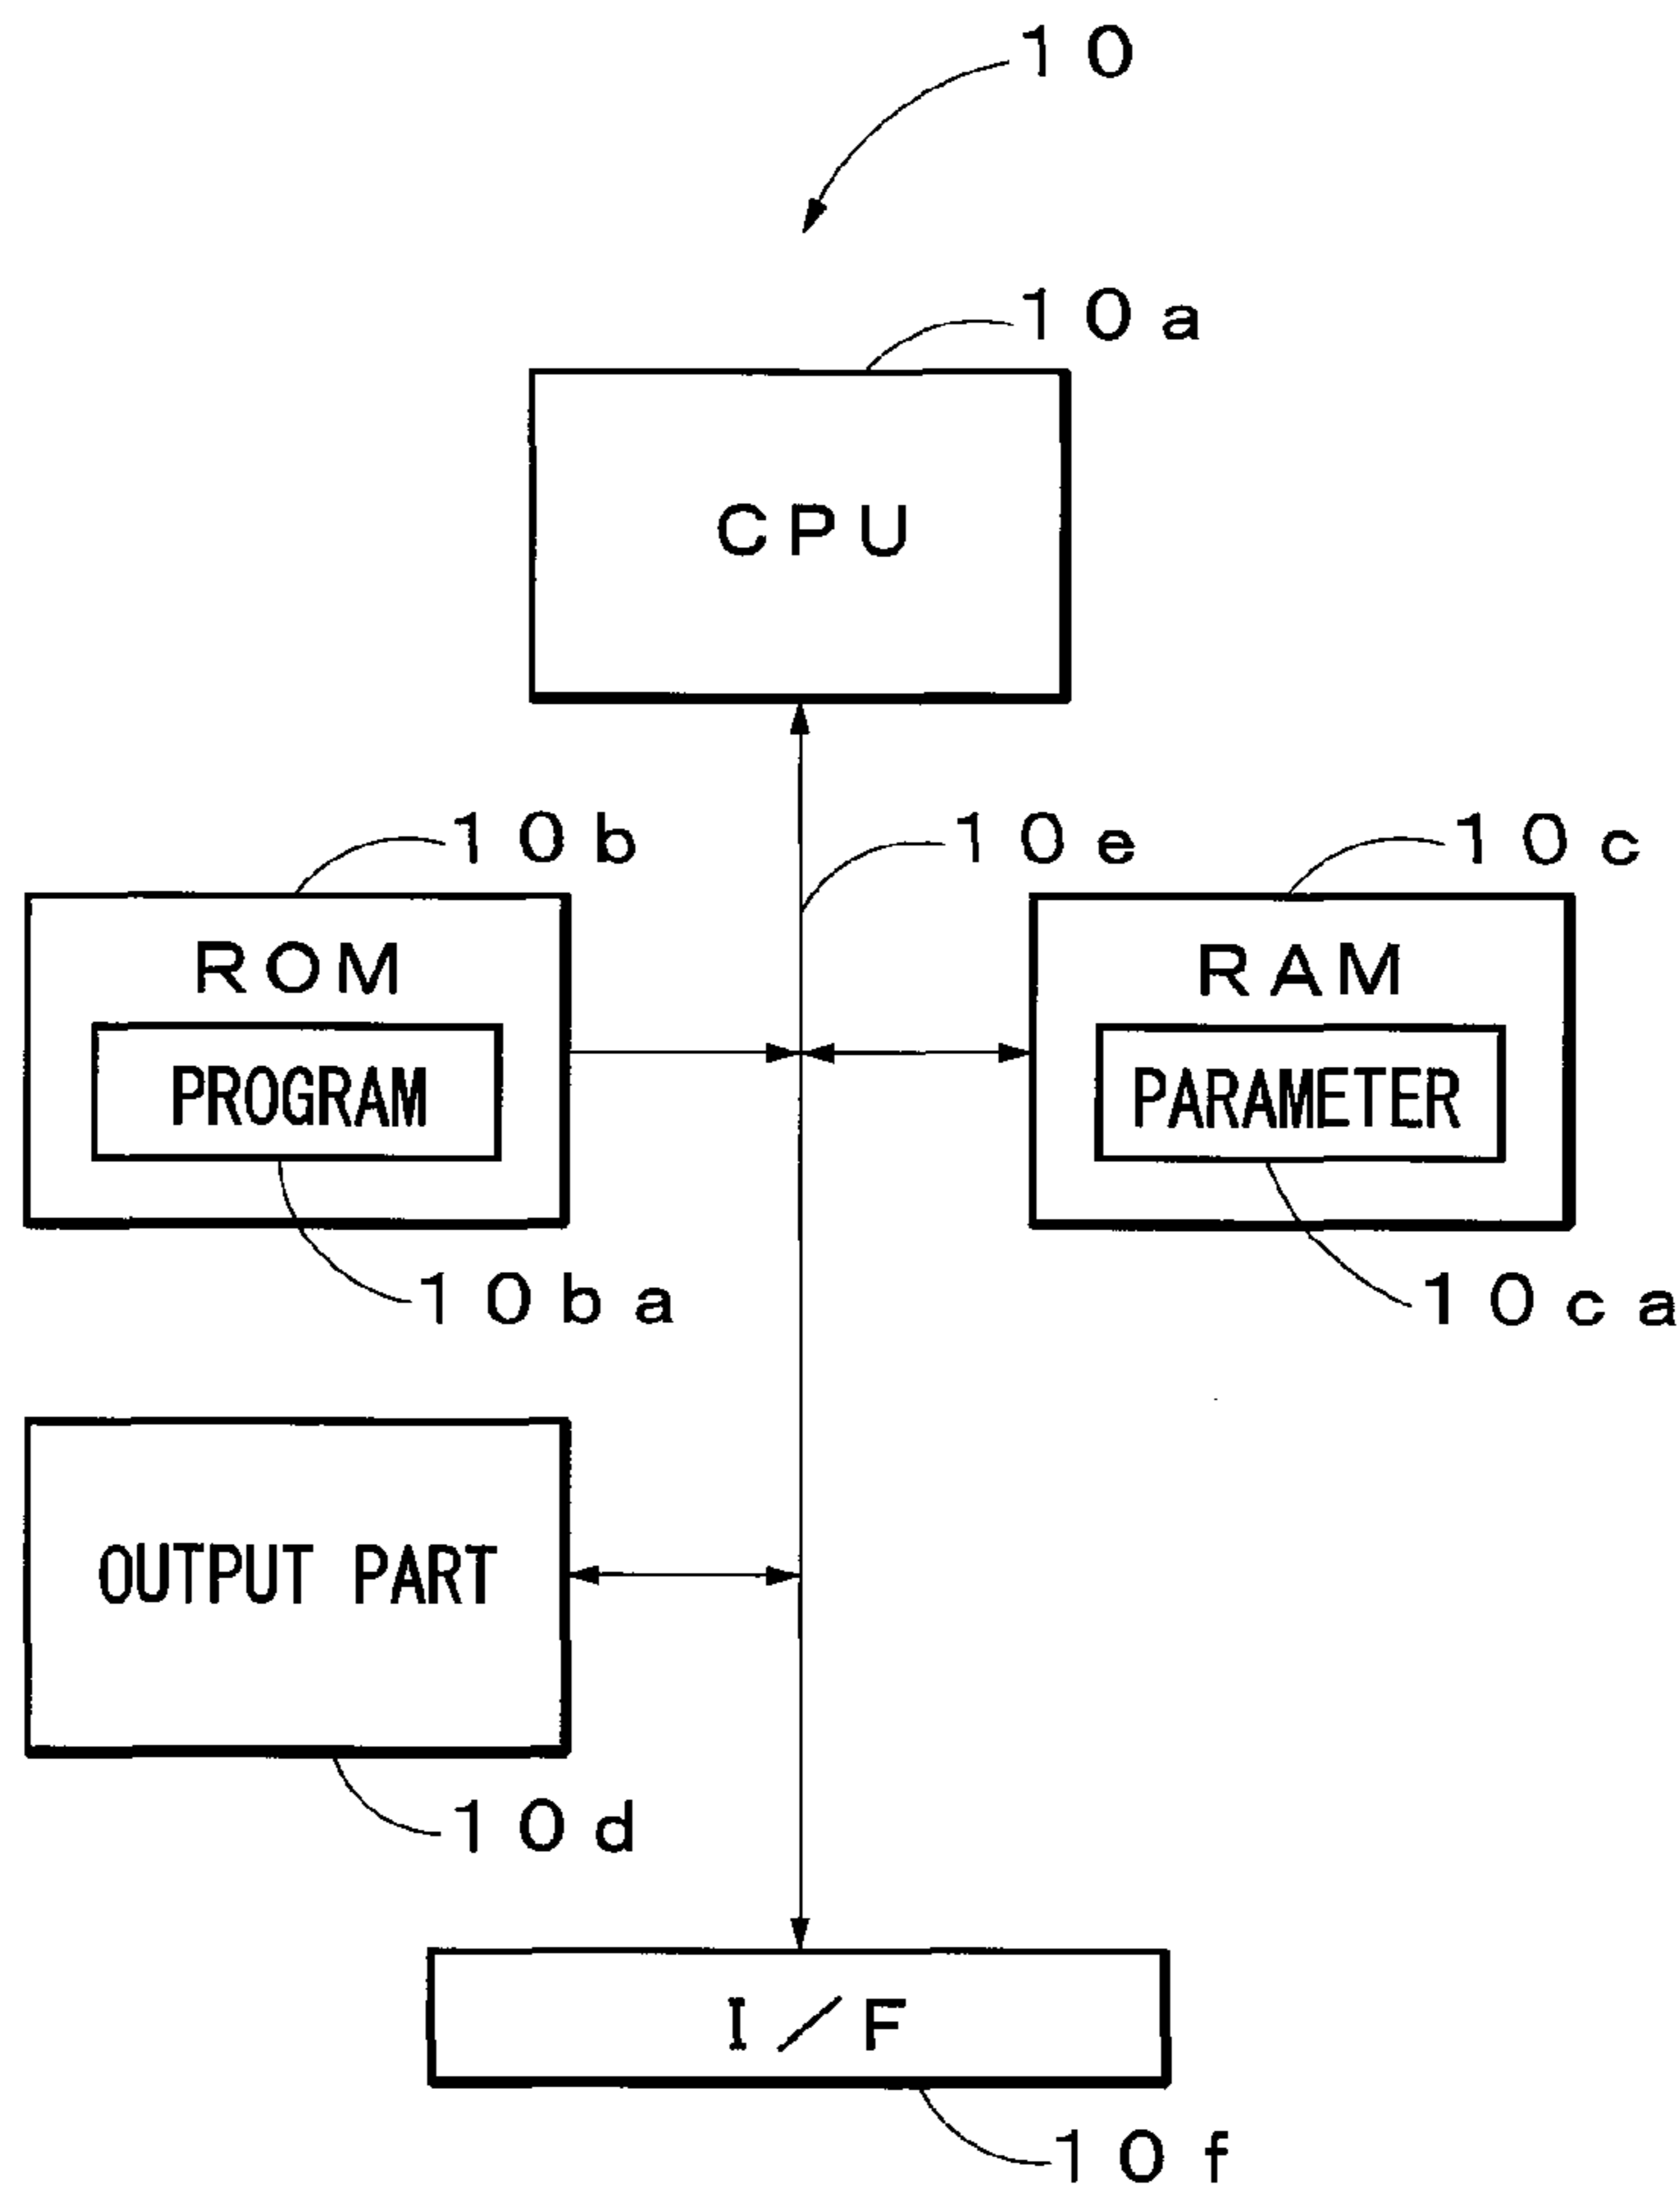 10
10a
CPU
10b
10e
10c
ROM
RAM
PROGRAM
PARAMETER
10ba
10ca
OUTPUT PART
10d
I/F
10f